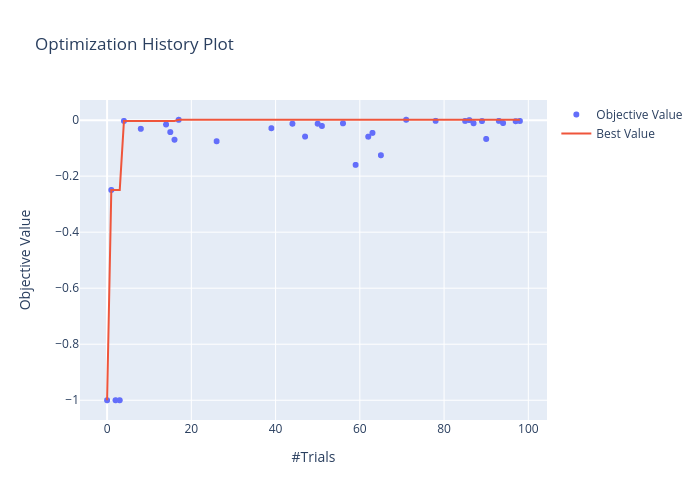 Optimization History Plot
Objective Value
Best Value
0
−0.2
−0.4
−0.6
−0.8
−1
Objective Value
0
20
40
60
80
100
#Trials